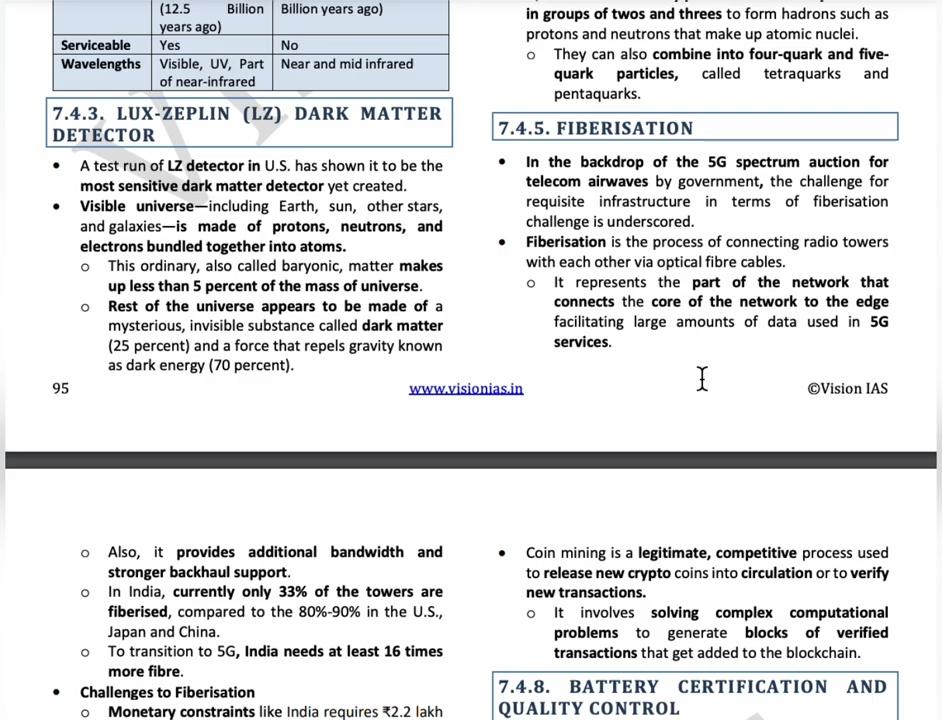 (12.5 Billion years ago)
Billion years ago)
Serviceable Yes No
Wavelengths Visible, UV, Part of near-infrared
Near and mid infrared
7.4.3. LUX-ZEPLIN (LZ) DARK MATTER
DETECTOR
• A test run of LZ detector in U.S. has shown it to be the
most sensitive dark matter detector yet created.
• Visible universe—including Earth, sun, other stars,
and galaxies—is made of protons, neutrons, and
electrons bundled together into atoms.
o This ordinary, also called baryonic, matter makes
up less than 5 percent of the mass of universe.
o Rest of the universe appears to be made of a
mysterious, invisible substance called dark matter
(25 percent) and a force that repels gravity known
as dark energy (70 percent).
in groups of twos and threes to form hadrons such as
protons and neutrons that make up atomic nuclei.
o They can also combine into four-quark and five-
quark particles, called tetraquarks and
pentaquarks.
7.4.5. FIBERISATION
• In the backdrop of the 5G spectrum auction for
telecom airwaves by government, the challenge for
requisite infrastructure in terms of fiberisation
challenge is underscored.
• Fiberisation is the process of connecting radio towers
with each other via optical fibre cables.
o It represents the part of the network that
connects the core of the network to the edge
facilitating large amounts of data used in 5G
services.
95 www.visionias.in ©Vision IAS
o Also, it provides additional bandwidth and
stronger backhaul support.
o In India, currently only 33% of the towers are
fiberised, compared to the 80%-90% in the U.S.,
Japan and China.
o To transition to 5G, India needs at least 16 times
more fibre.
• Challenges to Fiberisation
o Monetary constraints like India requires ₹2.2 lakh
• Coin mining is a legitimate, competitive process used
to release new crypto coins into circulation or to verify
new transactions.
o It involves solving complex computational
problems to generate blocks of verified
transactions that get added to the blockchain.
7.4.8. BATTERY CERTIFICATION AND
QUALITY CONTROL